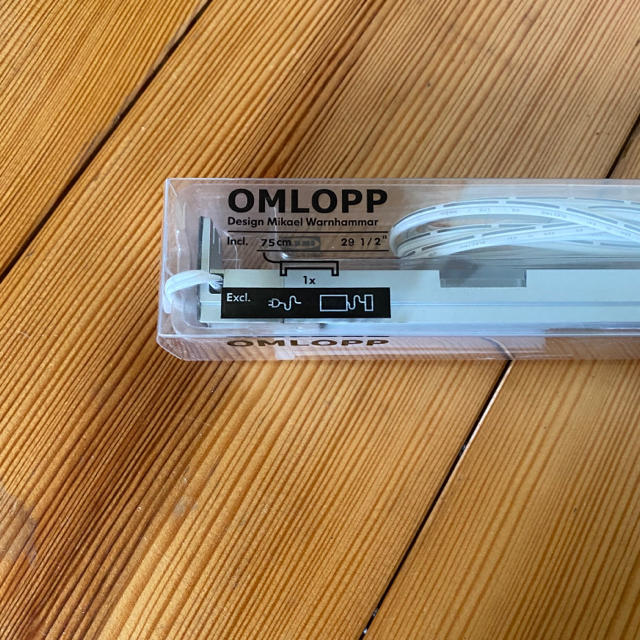 OMLOPP
Design Mikael Warnhammar
Incl. 75cm 29 1/2"
1x
Excl.
OMLOPP